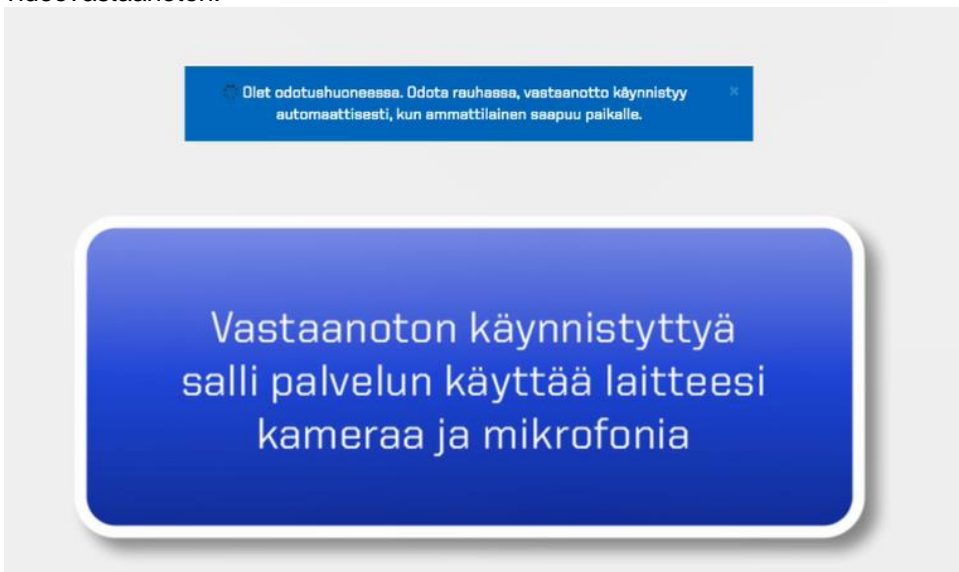 Olet odotushuoneessa. Odota rauhassa, vastaanotto käynnistyy
automaattisesti, kun ammattilainen saapuu paikalle.
Vastaanoton käynnistyttyä
salli palvelun käyttää laitteesi
kameraa ja mikrofonia